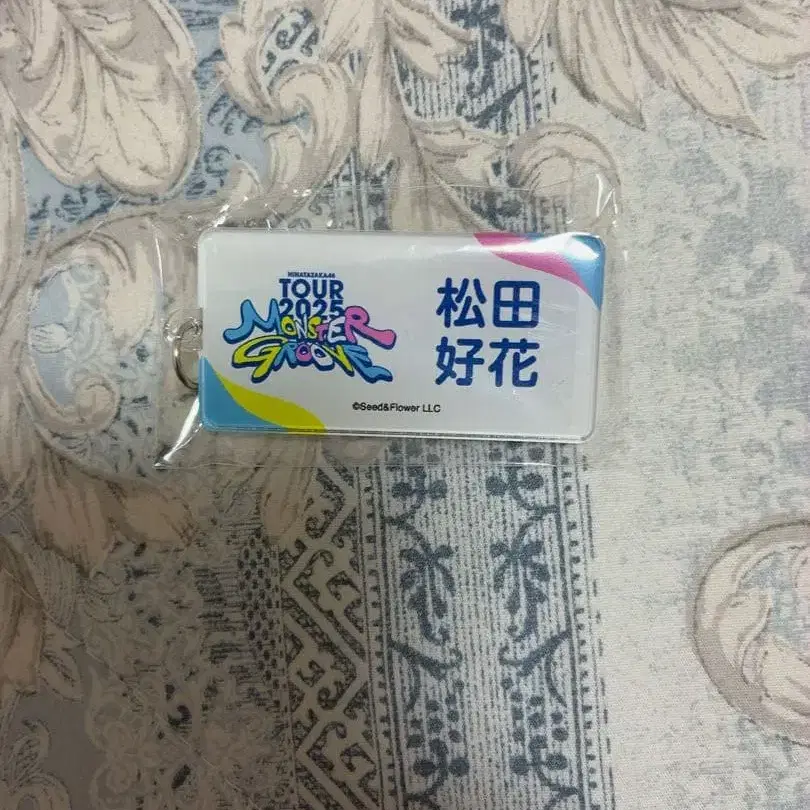 HINATAZAKA46
TOUR
2025
MONSTER
GROOVE
松田
好花
©Seed&Flower LLC